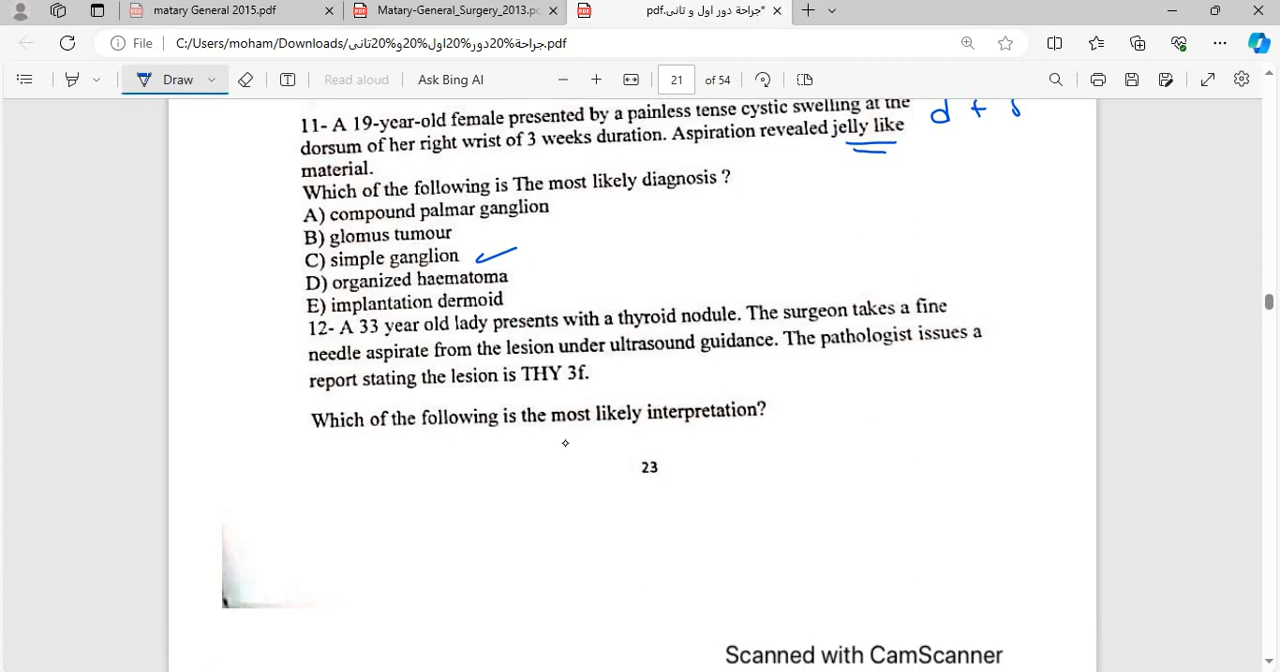 matary General 2015.pdf
Matary-General_Surgery_2013.pc
*جراحة دور اول و ثانى.pdf
File
C:/Users/moham/Downloads/جراحة%20دور%20اول%20و%20ثانى.pdf
Draw
Read aloud
Ask Bing AI
21
of 54
11- A 19-year-old female presented by a painless tense cystic swelling at the
dorsum of her right wrist of 3 weeks duration. Aspiration revealed jelly like
material.
Which of the following is The most likely diagnosis ?
A) compound palmar ganglion
B) glomus tumour
C) simple ganglion
D) organized haematoma
E) implantation dermoid
12- A 33 year old lady presents with a thyroid nodule. The surgeon takes a fine
needle aspirate from the lesion under ultrasound guidance. The pathologist issues a
report stating the lesion is THY 3f.
Which of the following is the most likely interpretation?
23
Scanned with CamScanner